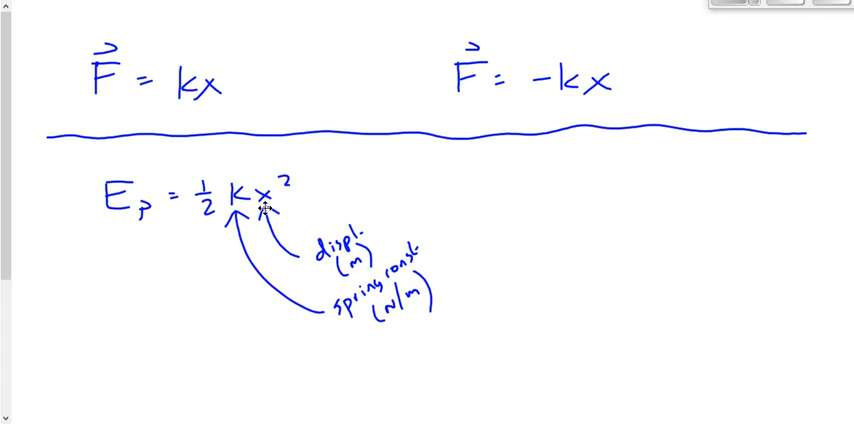 F⃗ = kx
F⃗ = -kx
Ep = 1/2 kx²
displ.
(m)
spring const.
(N/m)